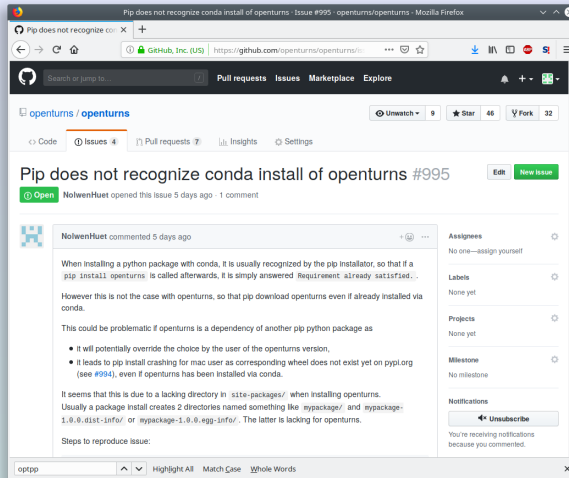 Pip does not recognize conda install of openturns · Issue #995 · openturns/openturns - Mozilla Firefox
Pip does not recognize con
GitHub, Inc. (US) https://github.com/openturns/openturns/is
Search or jump to... / Pull requests Issues Marketplace Explore
openturns / openturns Unwatch 9 Star 46 Fork 32
Code Issues 4 Pull requests 7 Insights Settings
Pip does not recognize conda install of openturns #995 Edit New issue
Open NolwenHuet opened this issue 5 days ago · 1 comment
NolwenHuet commented 5 days ago
When installing a python package with conda, it is usually recognized by the pip installator, so that if a
pip install openturns is called afterwards, it is simply answered Requirement already satisfied. .
However this is not the case with openturns, so that pip download openturns even if already installed via
conda.
This could be problematic if openturns is a dependency of another pip python package as
• it will potentially override the choice by the user of the openturns version,
• it leads to pip install crashing for mac user as corresponding wheel does not exist yet on pypi.org
(see #994), even if openturns has been installed via conda.
It seems that this is due to a lacking directory in site-packages/ when installing openturns.
Usually a package install creates 2 directories named something like mypackage/ and mypackage-
1.0.0.dist-info/ or mypackage-1.0.0.egg-info/ . The latter is lacking for openturns.
Steps to reproduce issue:
Assignees
No one—assign yourself
Labels
None yet
Projects
None yet
Milestone
No milestone
Notifications
Unsubscribe
You're receiving notifications
because you commented.
optpp Highlight All Match Case Whole Words